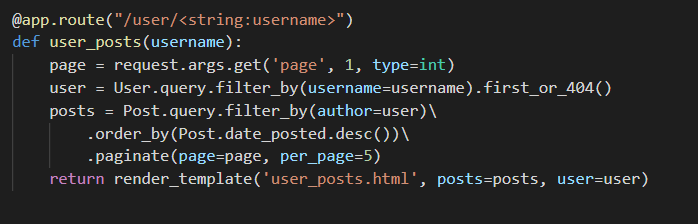 @app.route("/user/<string:username>")
def user_posts(username):
    page = request.args.get('page', 1, type=int)
    user = User.query.filter_by(username=username).first_or_404()
    posts = Post.query.filter_by(author=user)\
        .order_by(Post.date_posted.desc())\
        .paginate(page=page, per_page=5)
    return render_template('user_posts.html', posts=posts, user=user)